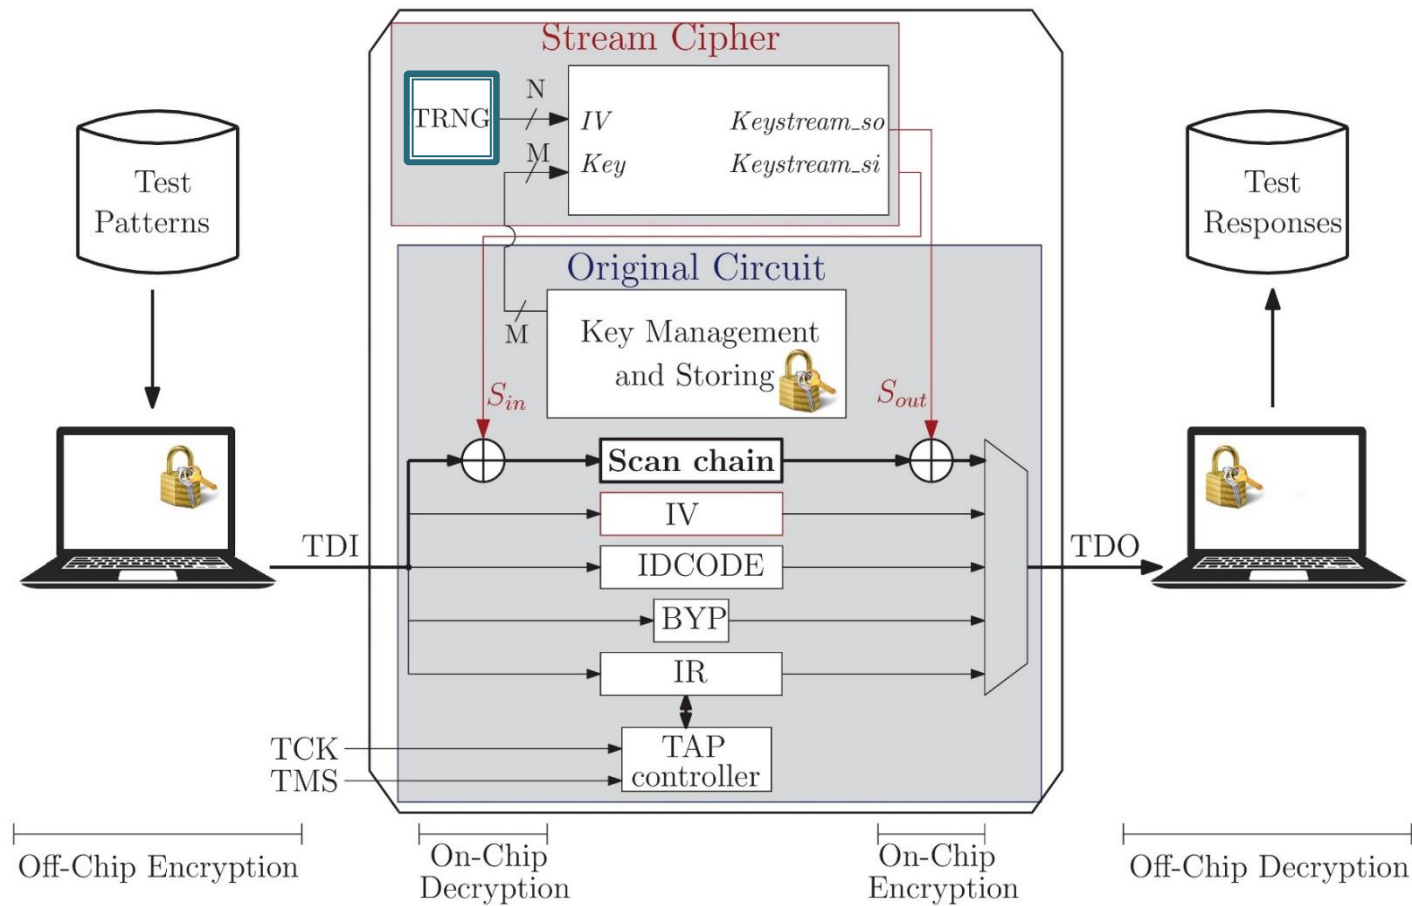 Stream Cipher
TRNG
N
IV
Keystream_so
M
Key
Keystream_si
Test
Patterns
Test
Responses
Original Circuit
M
Key Management
and Storing
S_in
S_out
Scan chain
IV
TDI
IDCODE
TDO
BYP
IR
TCK
TMS
TAP
controller
Off-Chip Encryption
On-Chip
Decryption
On-Chip
Encryption
Off-Chip Decryption